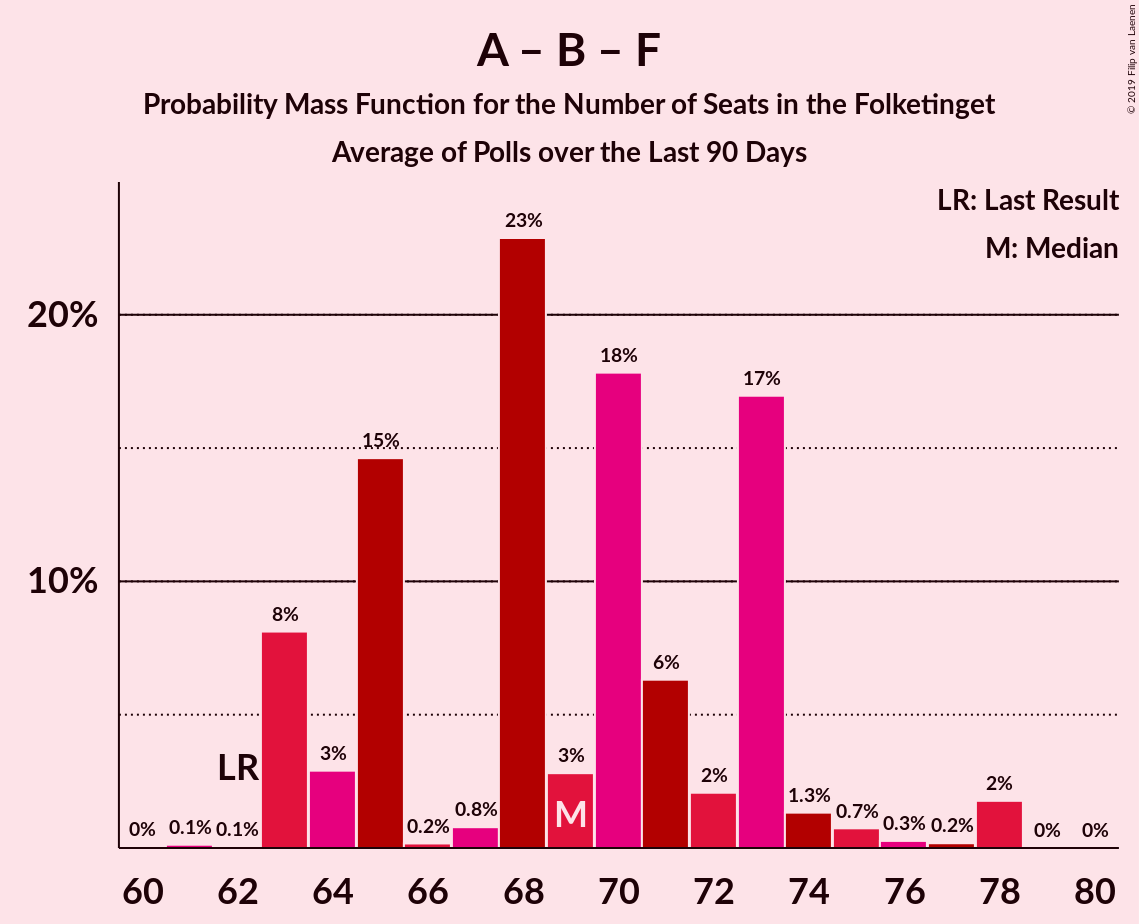 A – B – F
Probability Mass Function for the Number of Seats in the Folketinget
Average of Polls over the Last 90 Days
© 2019 Filip van Laenen
LR: Last Result
M: Median
20%
10%
0% 0.1% 0.1% 8% 3% 15% 0.2% 0.8% 23% 3% 18% 6% 2% 17% 1.3% 0.7% 0.3% 0.2% 2% 0% 0%
LR
M
60 62 64 66 68 70 72 74 76 78 80